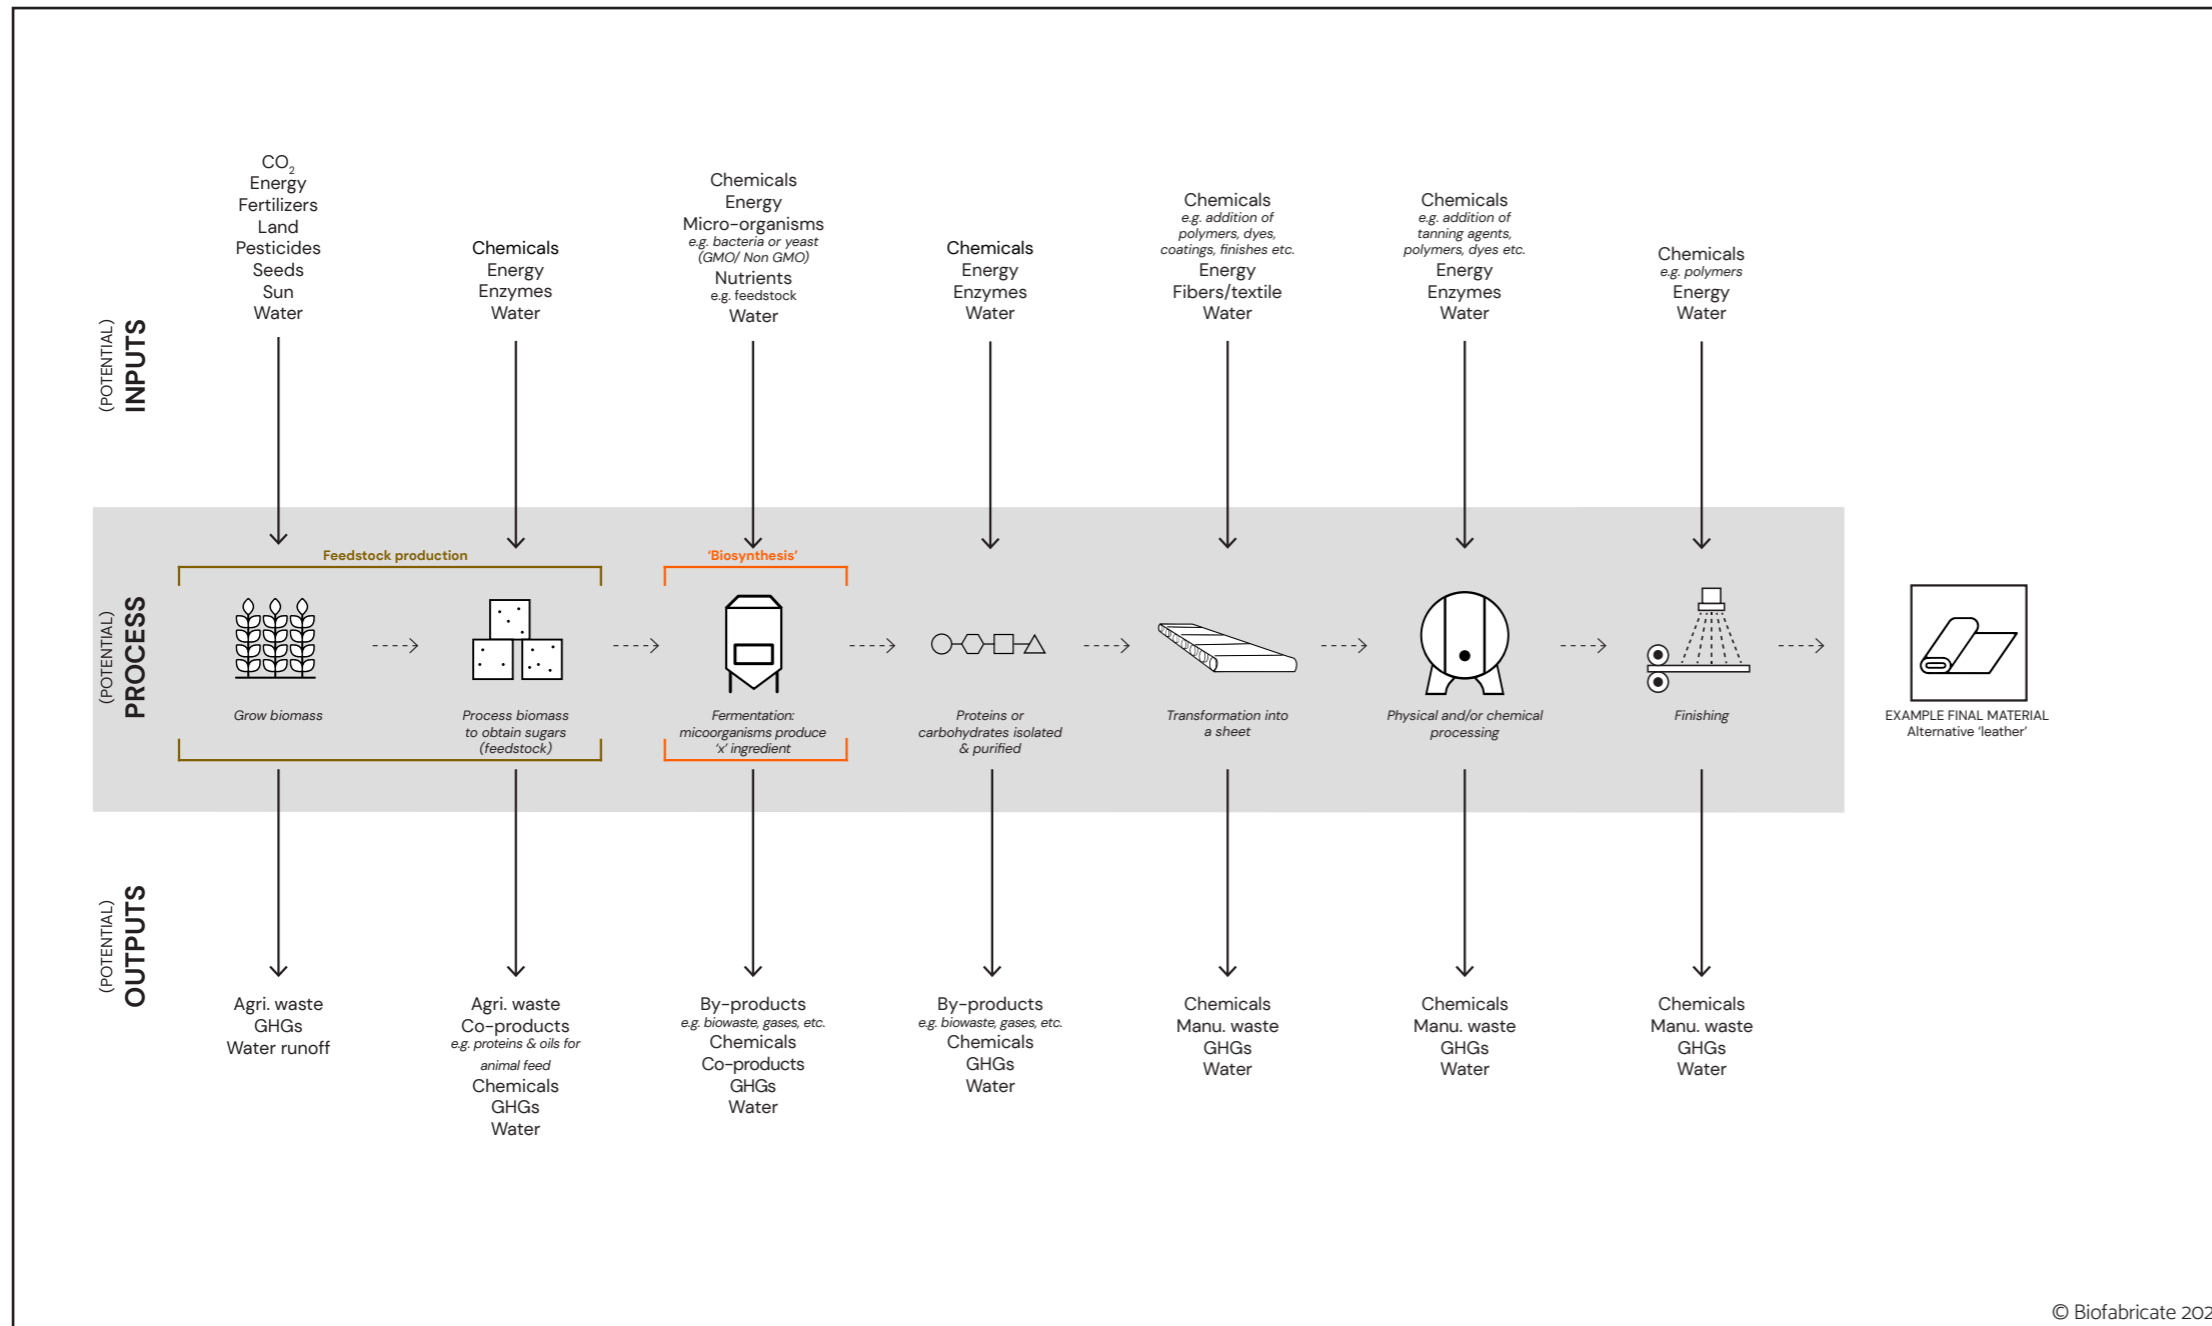 (POTENTIAL)
INPUTS
CO₂
Energy
Fertilizers
Land
Pesticides
Seeds
Sun
Water
Chemicals
Energy
Enzymes
Water
Chemicals
Energy
Micro-organisms
e.g. bacteria or yeast
(GMO/ Non GMO)
Nutrients
e.g. feedstock
Water
Chemicals
Energy
Enzymes
Water
Chemicals
e.g. addition of
polymers, dyes,
coatings, finishes etc.
Energy
Fibers/textile
Water
Chemicals
e.g. addition of
tanning agents,
polymers, dyes etc.
Energy
Enzymes
Water
Chemicals
e.g. polymers
Energy
Water
(POTENTIAL)
PROCESS
Feedstock production
'Biosynthesis'
Grow biomass
Process biomass
to obtain sugars
(feedstock)
Fermentation:
micoorganisms produce
'x' ingredient
Proteins or
carbohydrates isolated
& purified
Transformation into
a sheet
Physical and/or chemical
processing
Finishing
EXAMPLE FINAL MATERIAL
Alternative 'leather'
(POTENTIAL)
OUTPUTS
Agri. waste
GHGs
Water runoff
Agri. waste
Co-products
e.g. proteins & oils for
animal feed
Chemicals
GHGs
Water
By-products
e.g. biowaste, gases, etc.
Chemicals
Co-products
GHGs
Water
By-products
e.g. biowaste, gases, etc.
Chemicals
GHGs
Water
Chemicals
Manu. waste
GHGs
Water
Chemicals
Manu. waste
GHGs
Water
Chemicals
Manu. waste
GHGs
Water
© Biofabricate